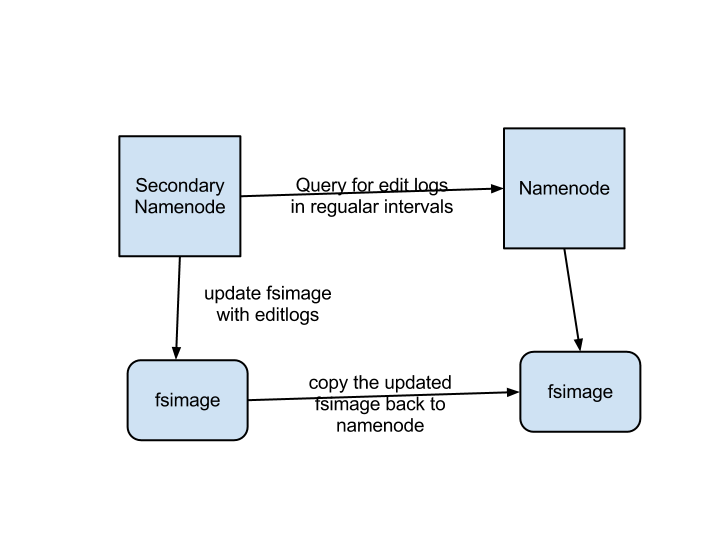 Secondary
Namenode
Query for edit logs
in regualar intervals
Namenode
update fsimage
with editlogs
fsimage
copy the updated
fsimage back to
namenode
fsimage